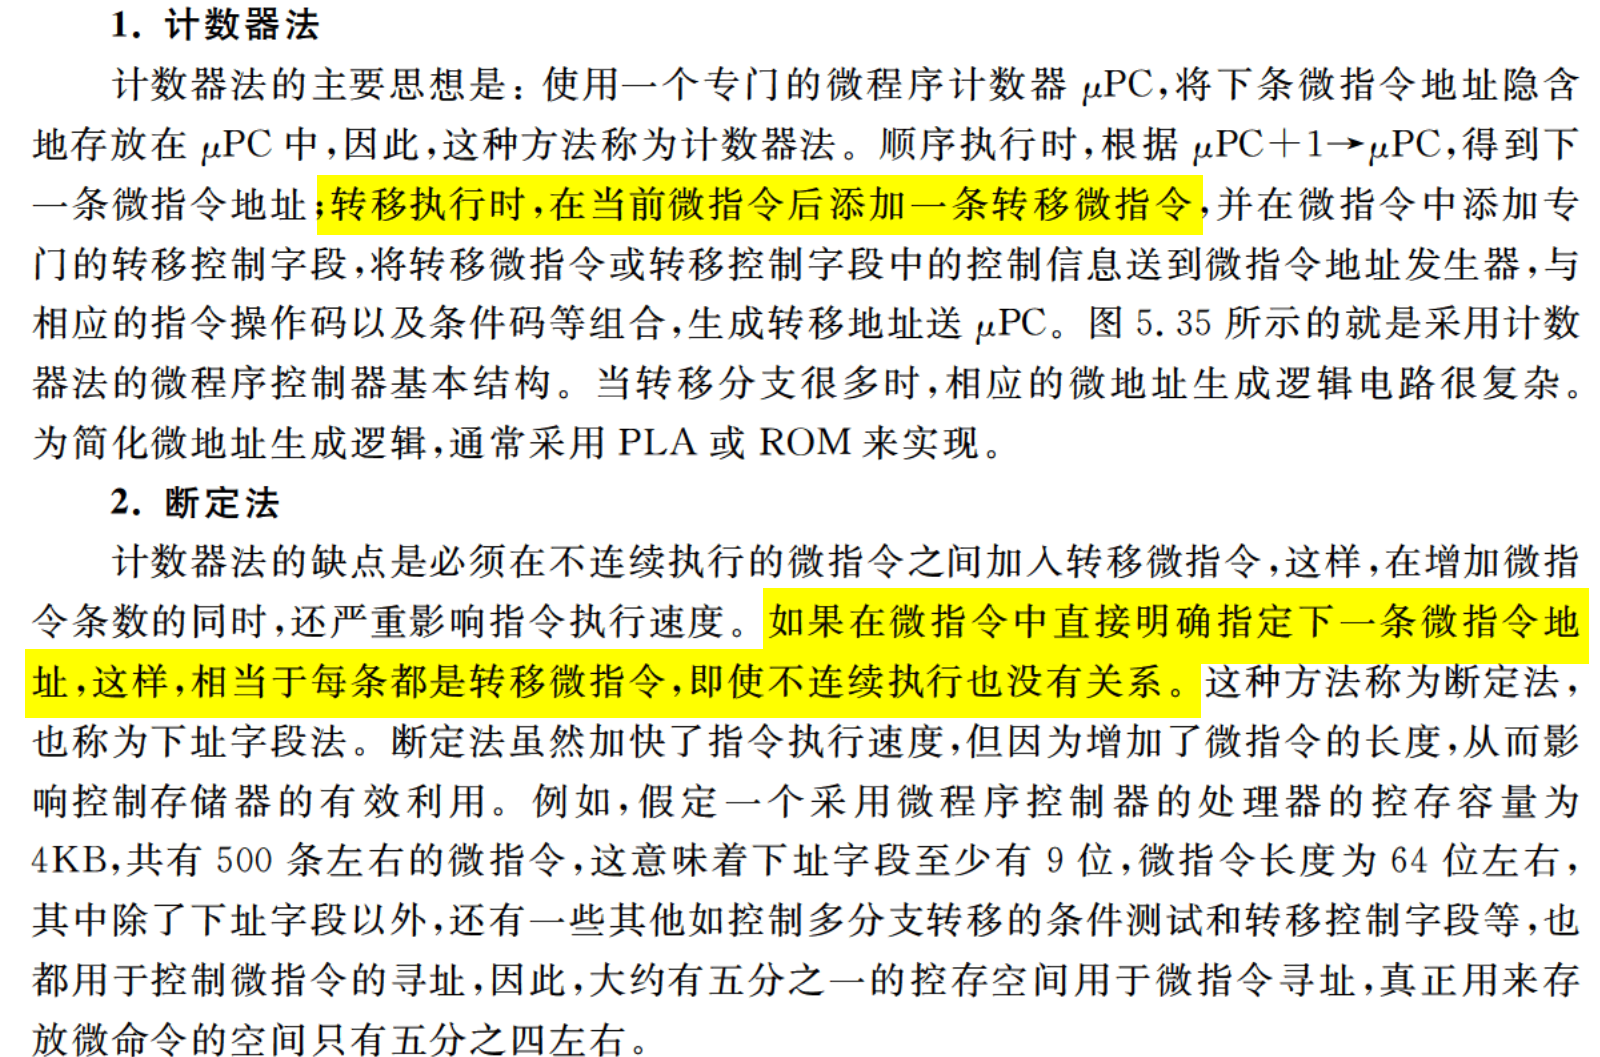 1. 计数器法
计数器法的主要思想是：使用一个专门的微程序计数器 μPC,将下条微指令地址隐含
地存放在 μPC 中,因此,这种方法称为计数器法。顺序执行时,根据 μPC+1→μPC,得到下
一条微指令地址;转移执行时,在当前微指令后添加一条转移微指令,并在微指令中添加专
门的转移控制字段,将转移微指令或转移控制字段中的控制信息送到微指令地址发生器,与
相应的指令操作码以及条件码等组合,生成转移地址送 μPC。图 5.35 所示的就是采用计数
器法的微程序控制器基本结构。当转移分支很多时,相应的微地址生成逻辑电路很复杂。
为简化微地址生成逻辑,通常采用 PLA 或 ROM 来实现。
2. 断定法
计数器法的缺点是必须在不连续执行的微指令之间加入转移微指令,这样,在增加微指
令条数的同时,还严重影响指令执行速度。如果在微指令中直接明确指定下一条微指令地
址,这样,相当于每条都是转移微指令,即使不连续执行也没有关系。这种方法称为断定法,
也称为下址字段法。断定法虽然加快了指令执行速度,但因为增加了微指令的长度,从而影
响控制存储器的有效利用。例如,假定一个采用微程序控制器的处理器的控存容量为
4KB,共有 500 条左右的微指令,这意味着下址字段至少有 9 位,微指令长度为 64 位左右,
其中除了下址字段以外,还有一些其他如控制多分支转移的条件测试和转移控制字段等,也
都用于控制微指令的寻址,因此,大约有五分之一的控存空间用于微指令寻址,真正用来存
放微命令的空间只有五分之四左右。